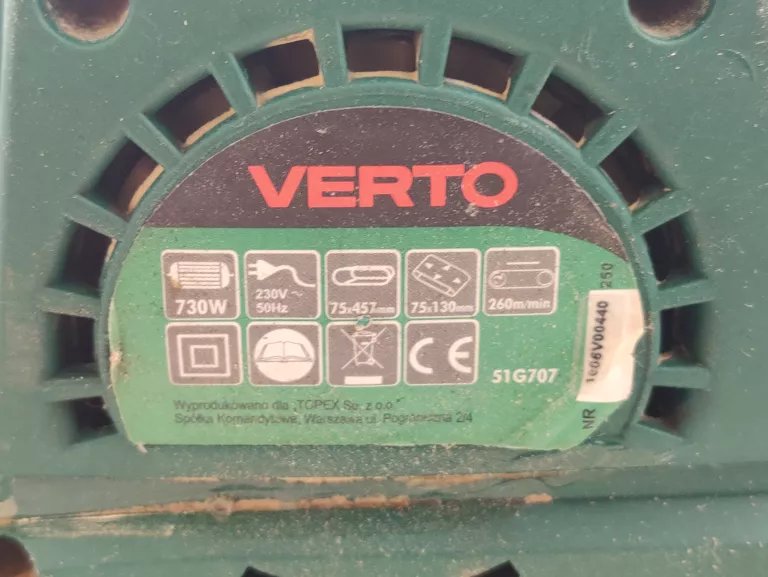 VERTO
730W
230V ~
50Hz
75x457mm
75x130mm
260m/min
CE
51G707
Wyprodukowano dla „TOPEX Sp. z o.o."
Spółka Komandytowa, Warszawa ul. Pograniczna 2/4
NR
250